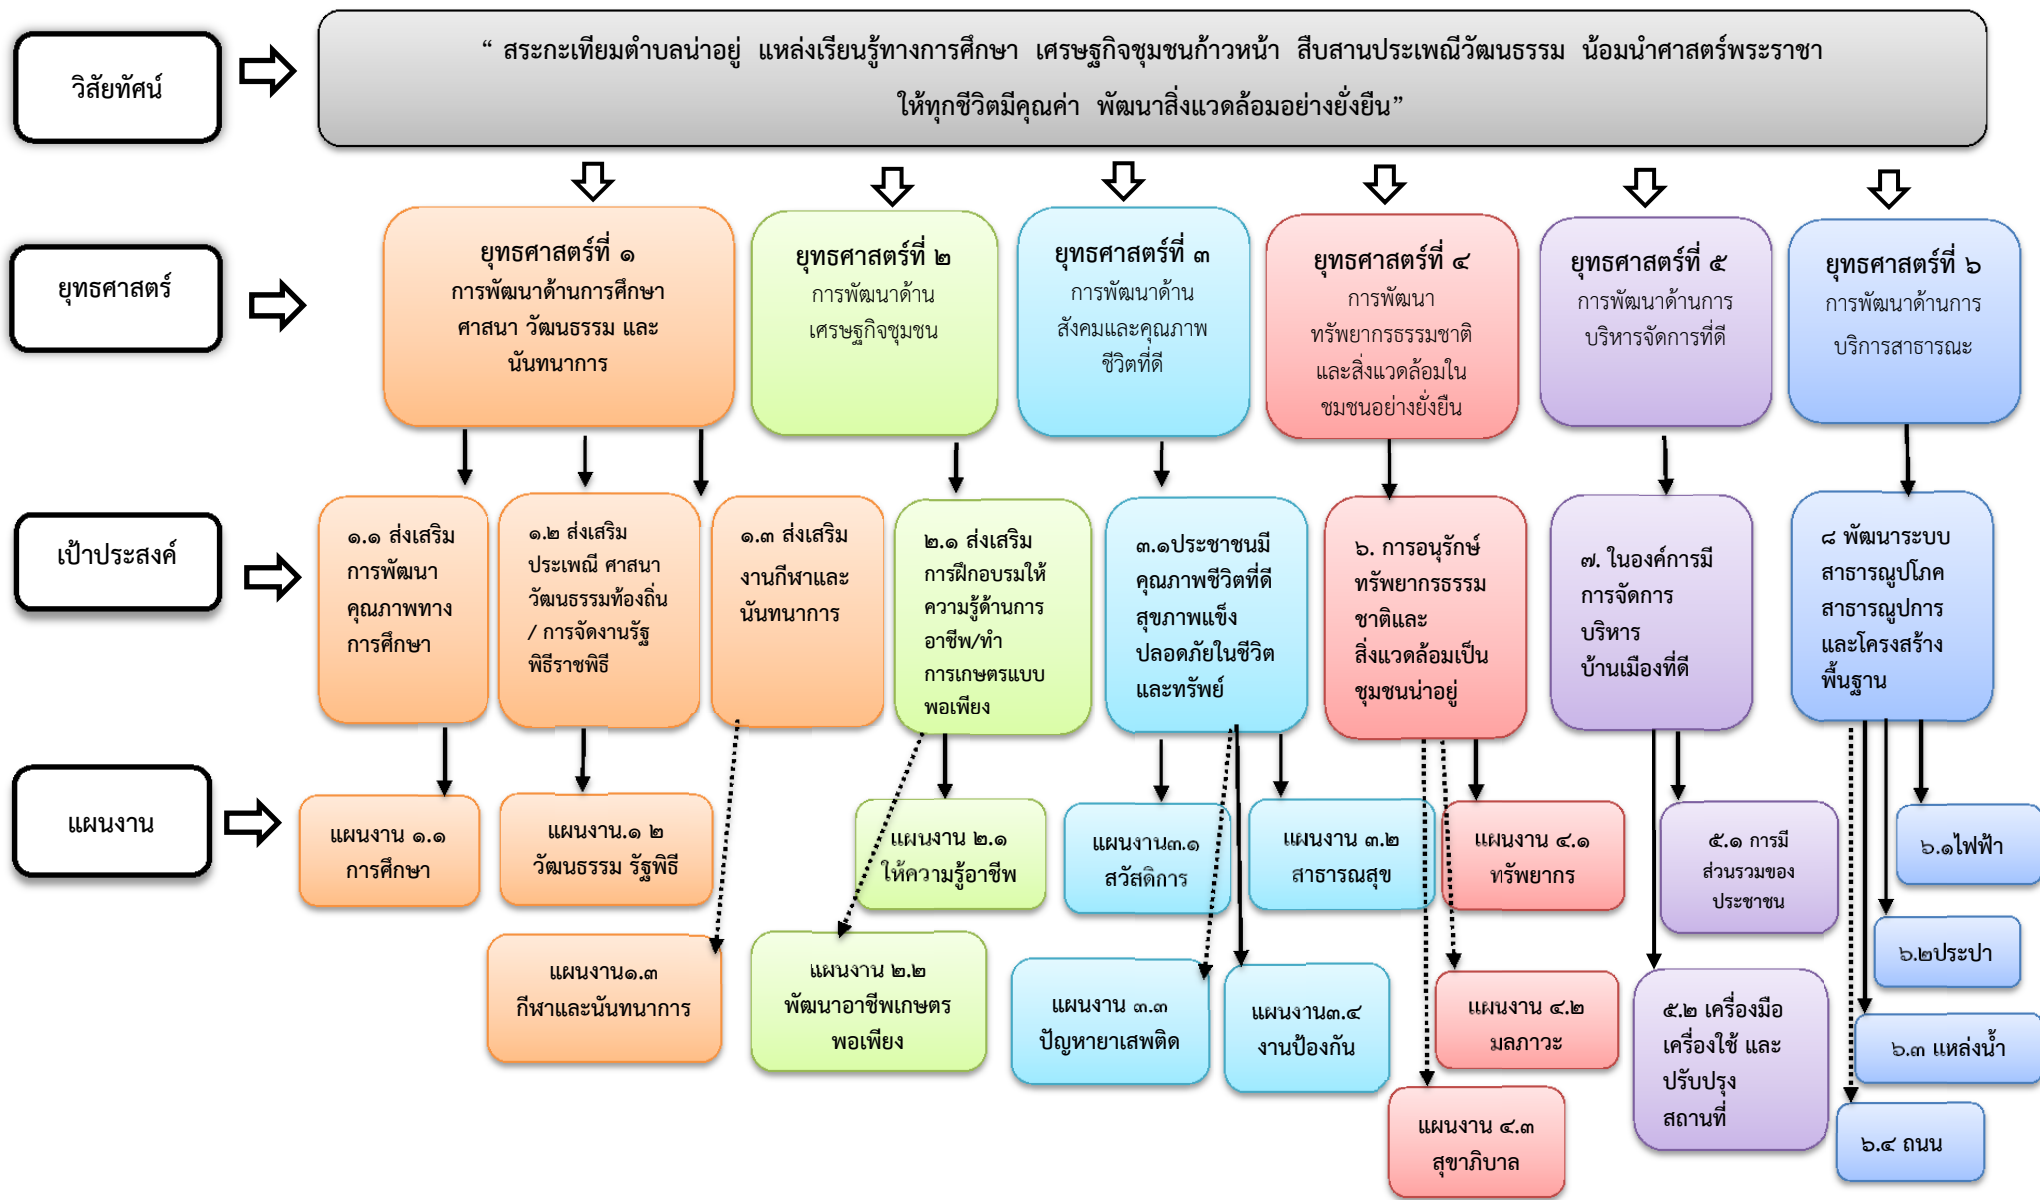 วิสัยทัศน์
“ สระกะเทียมตำบลน่าอยู่ แหล่งเรียนรู้ทางการศึกษา เศรษฐกิจชุมชนก้าวหน้า สืบสานประเพณีวัฒนธรรม น้อมนำศาสตร์พระราชา
ให้ทุกชีวิตมีคุณค่า พัฒนาสิ่งแวดล้อมอย่างยั่งยืน”
ยุทธศาสตร์
ยุทธศาสตร์ที่ ๑
การพัฒนาด้านการศึกษา
ศาสนา วัฒนธรรม และ
นันทนาการ
ยุทธศาสตร์ที่ ๒
การพัฒนาด้าน
เศรษฐกิจชุมชน
ยุทธศาสตร์ที่ ๓
การพัฒนาด้าน
สังคมและคุณภาพ
ชีวิตที่ดี
ยุทธศาสตร์ที่ ๔
การพัฒนา
ทรัพยากรธรรมชาติ
และสิ่งแวดล้อมใน
ชมชนอย่างยั่งยืน
ยุทธศาสตร์ที่ ๕
การพัฒนาด้านการ
บริหารจัดการที่ดี
ยุทธศาสตร์ที่ ๖
การพัฒนาด้านการ
บริการสาธารณะ
เป้าประสงค์
๑.๑ ส่งเสริม
การพัฒนา
คุณภาพทาง
การศึกษา
๑.๒ ส่งเสริม
ประเพณี ศาสนา
วัฒนธรรมท้องถิ่น
/ การจัดงานรัฐ
พิธีราชพิธี
๑.๓ ส่งเสริม
งานกีฬาและ
นันทนาการ
๒.๑ ส่งเสริม
การฝึกอบรมให้
ความรู้ด้านการ
อาชีพ/ทำ
การเกษตรแบบ
พอเพียง
๓.๑ประชาชนมี
คุณภาพชีวิตที่ดี
สุขภาพแข็ง
ปลอดภัยในชีวิต
และทรัพย์
๖. การอนุรักษ์
ทรัพยากรธรรม
ชาติและ
สิ่งแวดล้อมเป็น
ชุมชนน่าอยู่
๗. ในองค์การมี
การจัดการ
บริหาร
บ้านเมืองที่ดี
๘ พัฒนาระบบ
สาธารณูปโภค
สาธารณูปการ
และโครงสร้าง
พื้นฐาน
แผนงาน
แผนงาน ๑.๑
การศึกษา
แผนงาน.๑ ๒
วัฒนธรรม รัฐพิธี
แผนงาน ๒.๑
ให้ความรู้อาชีพ
แผนงาน๓.๑
สวัสดิการ
แผนงาน ๓.๒
สาธารณสุข
แผนงาน ๔.๑
ทรัพยากร
๕.๑ การมี
ส่วนรวมของ
ประชาชน
๖.๑ไฟฟ้า
๖.๒ประปา
แผนงาน๑.๓
กีฬาและนันทนาการ
แผนงาน ๒.๒
พัฒนาอาชีพเกษตร
พอเพียง
แผนงาน ๓.๓
ปัญหายาเสพติด
แผนงาน๓.๔
งานป้องกัน
แผนงาน ๔.๒
มลภาวะ
๕.๒ เครื่องมือ
เครื่องใช้ และ
ปรับปรุง
สถานที่
๖.๓ แหล่งน้ำ
แผนงาน ๔.๓
สุขาภิบาล
๖.๔ ถนน